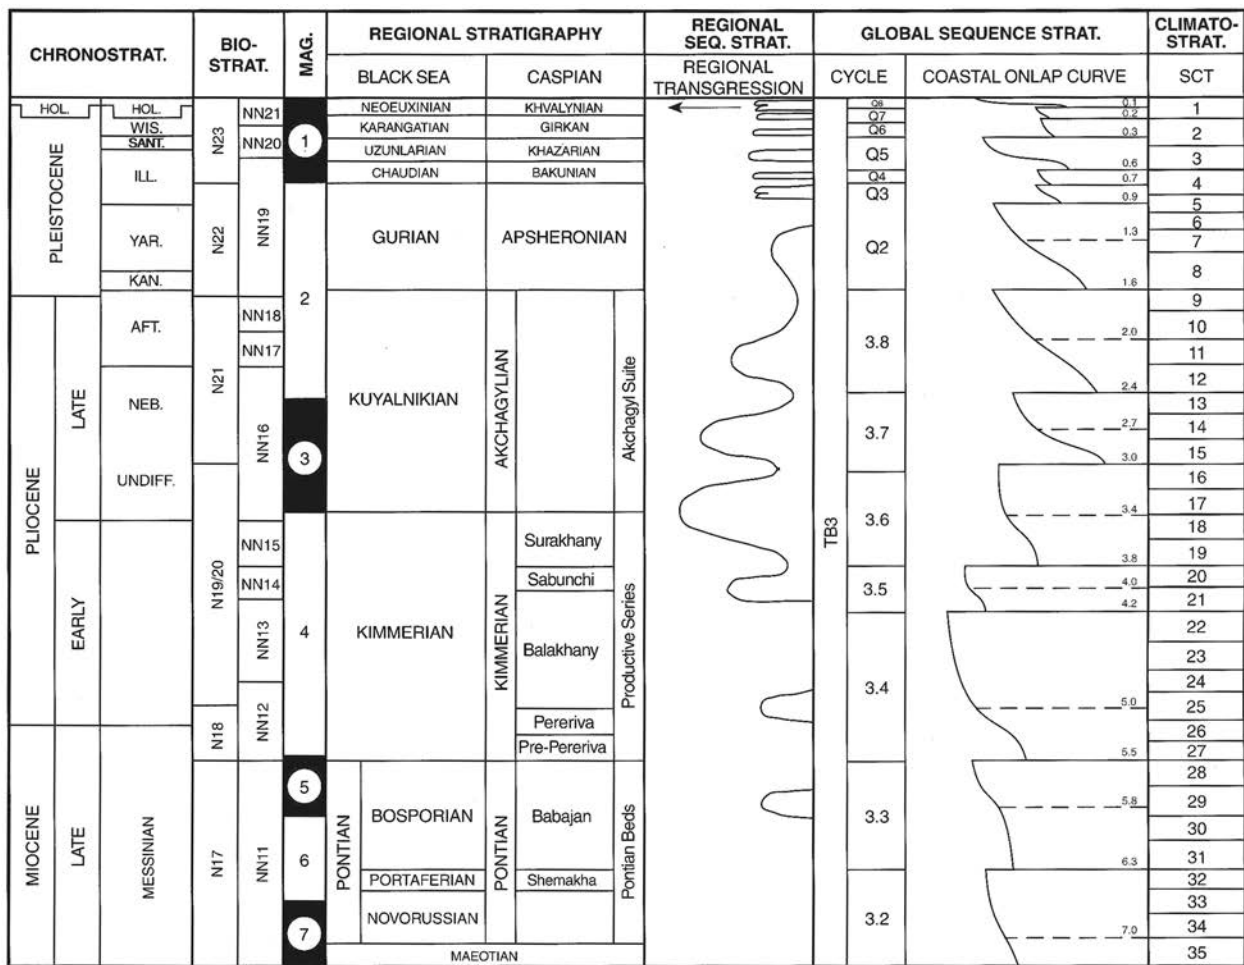 CHRONOSTRAT.
BIO-
STRAT.
MAG.
REGIONAL STRATIGRAPHY
BLACK SEA
CASPIAN
REGIONAL
SEQ. STRAT.
REGIONAL
TRANSGRESSION
GLOBAL SEQUENCE STRAT.
CYCLE
COASTAL ONLAP CURVE
CLIMATO-
STRAT.
SCT
HOL.
PLEISTOCENE
PLIOCENE
LATE
EARLY
MIOCENE
LATE
HOL.
WIS.
SANT.
ILL.
YAR.
KAN.
AFT.
NEB.
UNDIFF.
MESSINIAN
N23
N22
N21
N19/20
N18
N17
NN21
NN20
NN19
NN18
NN17
NN16
NN15
NN14
NN13
NN12
NN11
1
2
3
4
5
6
7
NEOEUXINIAN
KARANGATIAN
UZUNLARIAN
CHAUDIAN
GURIAN
KUYALNIKIAN
KIMMERIAN
PONTIAN
BOSPORIAN
PORTAFERIAN
NOVORUSSIAN
MAEOTIAN
KHVALYNIAN
GIRKAN
KHAZARIAN
BAKUNIAN
APSHERONIAN
AKCHAGYLIAN
Akchagyl Suite
KIMMERIAN
Surakhany
Sabunchi
Balakhany
Pereriva
Pre-Pereriva
Productive Series
PONTIAN
Babajan
Shemakha
Pontian Beds
TB3
Q8
Q7
Q6
Q5
Q4
Q3
Q2
3.8
3.7
3.6
3.5
3.4
3.3
3.2
0.1
0.2
0.3
0.6
0.7
0.9
1.3
1.6
2.0
2.4
2.7
3.0
3.4
3.8
4.0
4.2
5.0
5.5
5.8
6.3
7.0
1
2
3
4
5
6
7
8
9
10
11
12
13
14
15
16
17
18
19
20
21
22
23
24
25
26
27
28
29
30
31
32
33
34
35